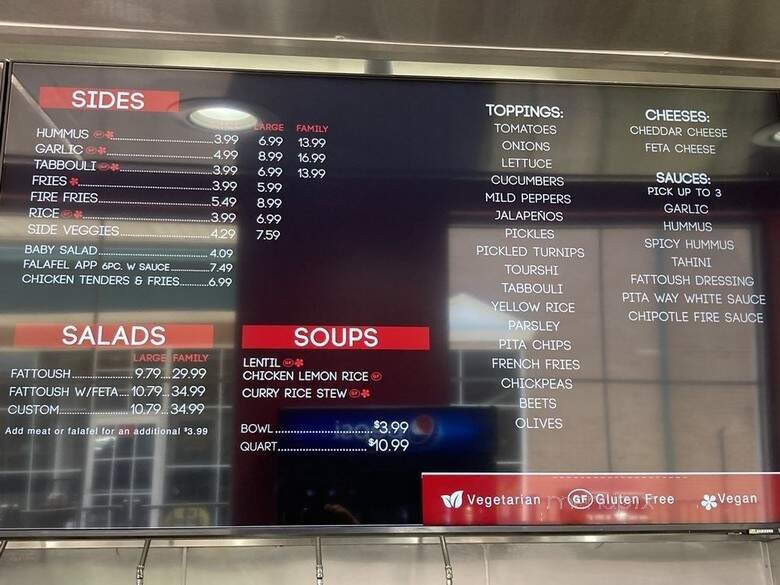 SIDES
LARGE FAMILY
HUMMUS GF 3.99 6.99 13.99
GARLIC GF 4.99 8.99 16.99
TABBOULI GF 3.99 6.99 13.99
FRIES 3.99 5.99
FIRE FRIES 5.49 8.99
RICE GF 3.99 6.99
SIDE VEGGIES 4.29 7.59
BABY SALAD 4.09
FALAFEL APP 6PC. W SAUCE 7.49
CHICKEN TENDERS & FRIES 6.99
SALADS
LARGE FAMILY
FATTOUSH 9.79...29.99
FATTOUSH W/FETA 10.79...34.99
CUSTOM 10.79...34.99
Add meat or falafel for an additional $3.99
SOUPS
LENTIL GF
CHICKEN LEMON RICE GF
CURRY RICE STEW GF
BOWL $3.99
QUART $10.99
TOPPINGS:
TOMATOES
ONIONS
LETTUCE
CUCUMBERS
MILD PEPPERS
JALAPEÑOS
PICKLES
PICKLED TURNIPS
TOURSHI
TABBOULI
YELLOW RICE
PARSLEY
PITA CHIPS
FRENCH FRIES
CHICKPEAS
BEETS
OLIVES
CHEESES:
CHEDDAR CHEESE
FETA CHEESE
SAUCES:
PICK UP TO 3
GARLIC
HUMMUS
SPICY HUMMUS
TAHINI
FATTOUSH DRESSING
PITA WAY WHITE SAUCE
CHIPOTLE FIRE SAUCE
Vegetarian GF Gluten Free Vegan